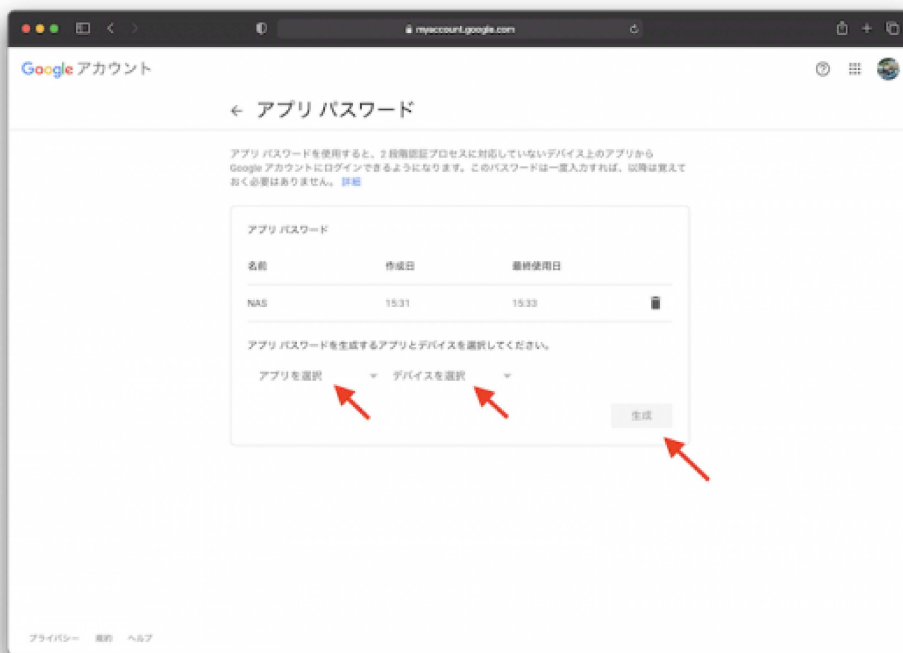 myaccount.google.com
Google アカウント
← アプリ パスワード
アプリ パスワードを使用すると、2 段階認証プロセスに対応していないデバイス上のアプリから
Google アカウントにログインできるようになります。このパスワードは一度入力すれば、以降は覚えて
おく必要はありません。 詳細
アプリ パスワード
名前 作成日 最終使用日
NAS 15:31 15:33
アプリ パスワードを生成するアプリとデバイスを選択してください。
アプリを選択 デバイスを選択
生成
プライバシー 規約 ヘルプ